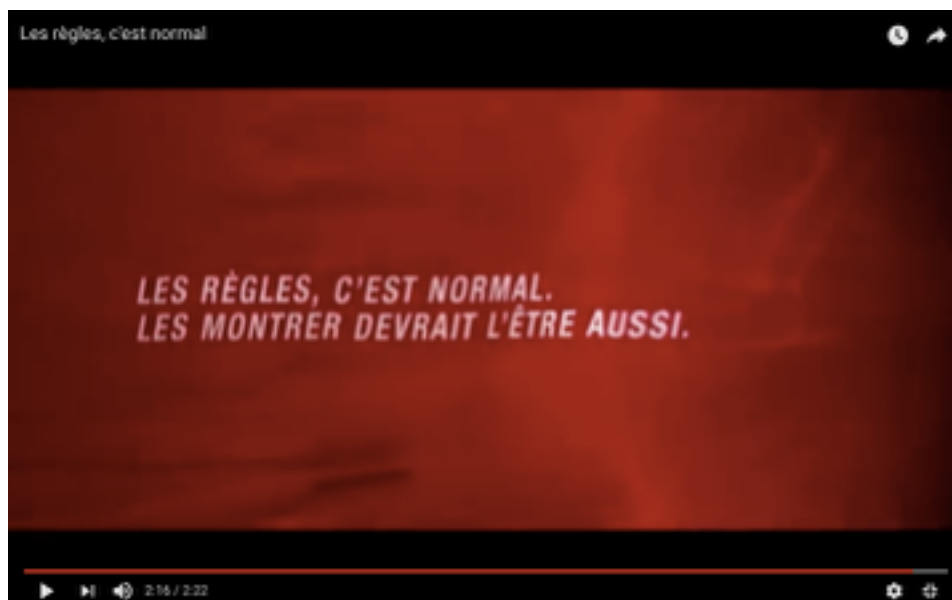 Les règles, c'est normal
LES RÈGLES, C'EST NORMAL.
LES MONTRER DEVRAIT L'ÊTRE AUSSI.
2:16 / 2:22